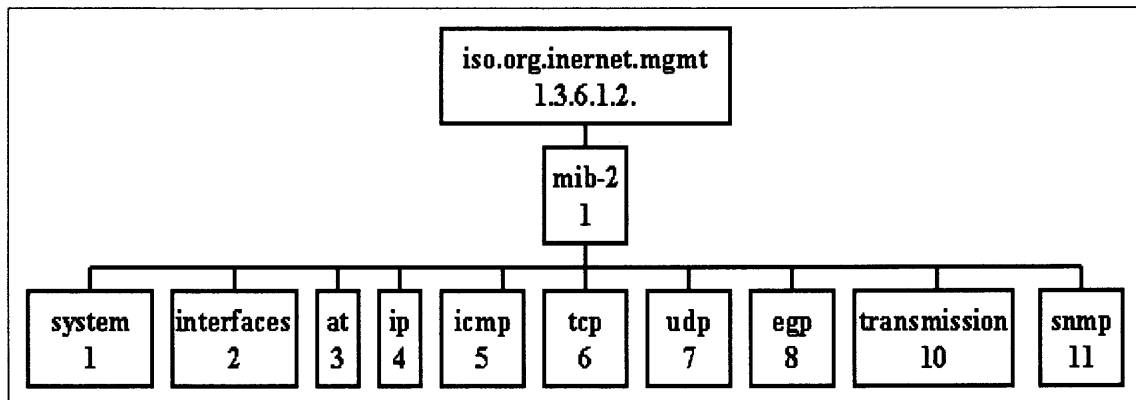 iso.org.inernet.mgmt
1.3.6.1.2.
mib-2
1
system
1
interfaces
2
at
3
ip
4
icmp
5
tcp
6
udp
7
egp
8
transmission
10
snmp
11